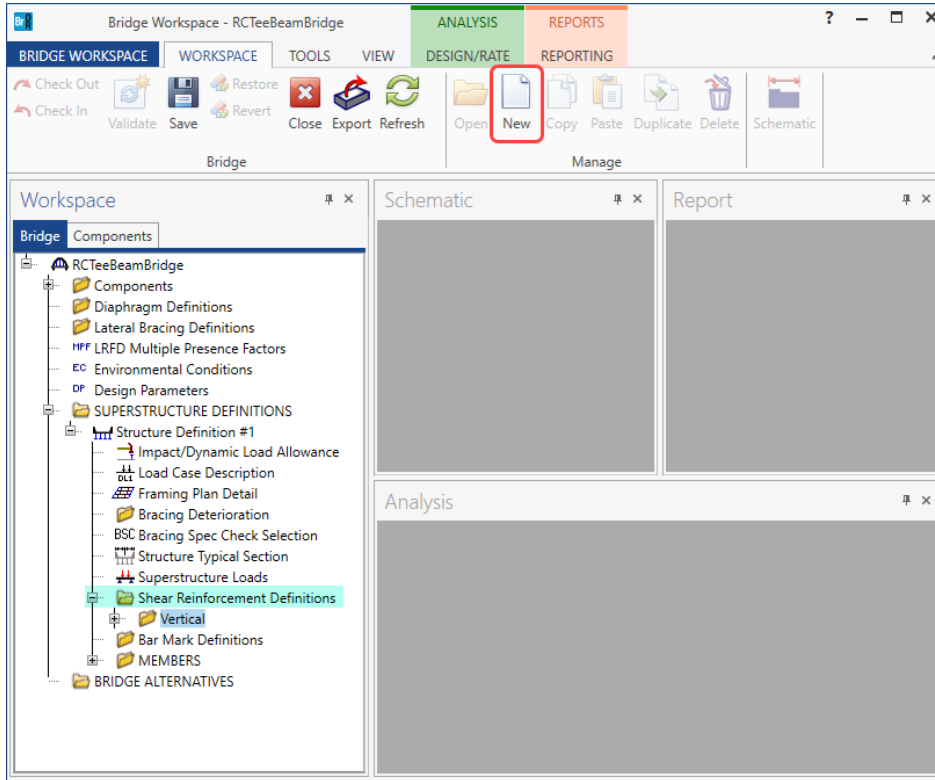 Br
Bridge Workspace - RCTeeBeamBridge
ANALYSIS
REPORTS
?
BRIDGE WORKSPACE
WORKSPACE
TOOLS
VIEW
DESIGN/RATE
REPORTING
Check Out
Check In
Validate
Save
Restore
Revert
Close
Export
Refresh
Open
New
Copy
Paste
Duplicate
Delete
Schematic
Bridge
Manage
Workspace
Schematic
Report
Bridge
Components
RCTeeBeamBridge
Components
Diaphragm Definitions
Lateral Bracing Definitions
MPF LRFD Multiple Presence Factors
EC Environmental Conditions
DP Design Parameters
SUPERSTRUCTURE DEFINITIONS
Structure Definition #1
Impact/Dynamic Load Allowance
DL1 Load Case Description
Framing Plan Detail
Bracing Deterioration
BSC Bracing Spec Check Selection
Structure Typical Section
Superstructure Loads
Shear Reinforcement Definitions
Vertical
Bar Mark Definitions
MEMBERS
BRIDGE ALTERNATIVES
Analysis